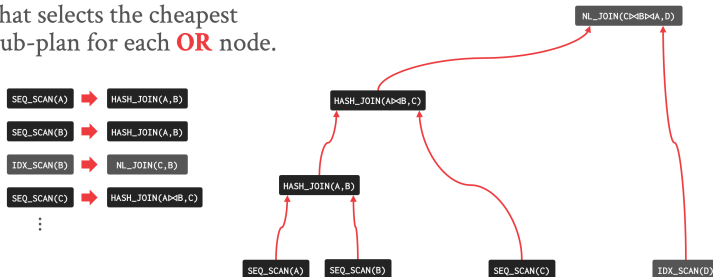 hat selects the cheapest
ub-plan for each OR node.
SEQ_SCAN(A) HASH_JOIN(A,B)
SEQ_SCAN(B) HASH_JOIN(A,B)
IDX_SCAN(B) NL_JOIN(C,B)
SEQ_SCAN(C) HASH_JOIN(A⋈B,C)
⋮
NL_JOIN(C⋈B⋈A,D)
HASH_JOIN(A⋈B,C)
HASH_JOIN(A,B)
SEQ_SCAN(A) SEQ_SCAN(B) SEQ_SCAN(C) IDX_SCAN(D)